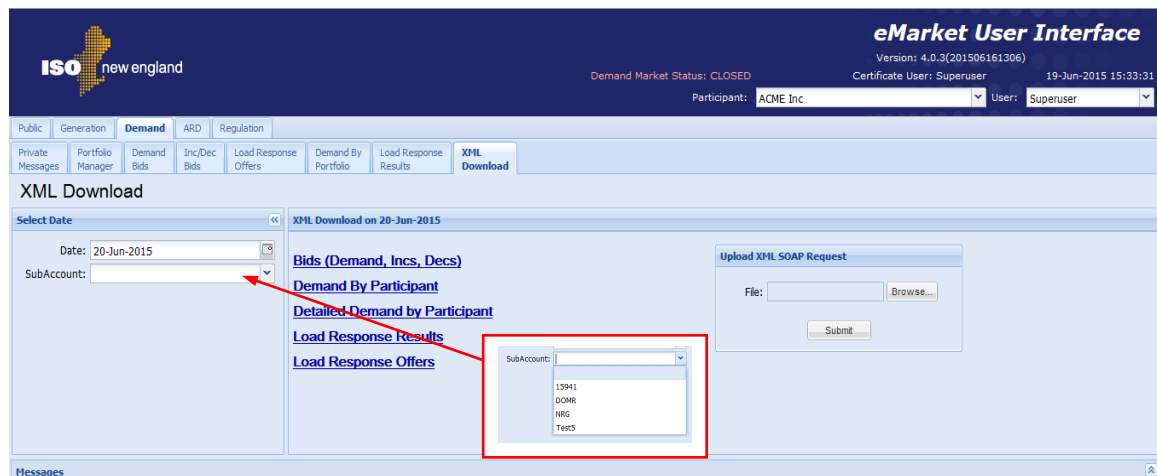 eMarket User Interface
Version: 4.0.3(201506161306)
ISO new england
Demand Market Status: CLOSED Certificate User: Superuser 19-Jun-2015 15:33:31
Participant: ACME Inc User: Superuser
Public Generation Demand ARD Regulation
Private Messages Portfolio Manager Demand Bids Inc/Dec Bids Load Response Offers Demand By Portfolio Load Response Results XML Download
XML Download
Select Date XML Download on 20-Jun-2015
Date: 20-Jun-2015
SubAccount:
Bids (Demand, Incs, Decs)
Demand By Participant
Detailed Demand by Participant
Load Response Results
Load Response Offers
Upload XML SOAP Request
File: Browse...
Submit
SubAccount:
15941
DOMR
NRG
Test5
Messages